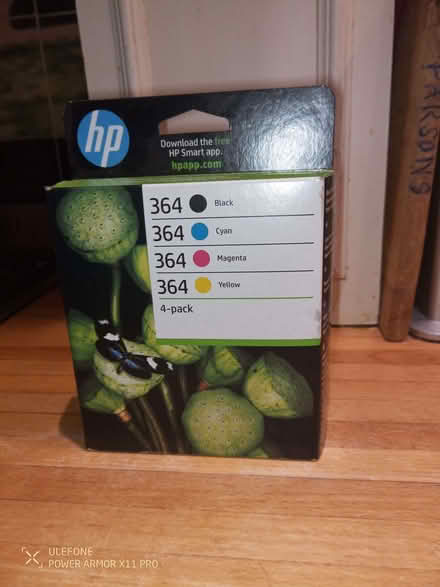 hp
Download the free
HP Smart app.
hpapp.com
364 Black
364 Cyan
364 Magenta
364 Yellow
4-pack
PARSONS
ULEFONE
POWER ARMOR X11 PRO